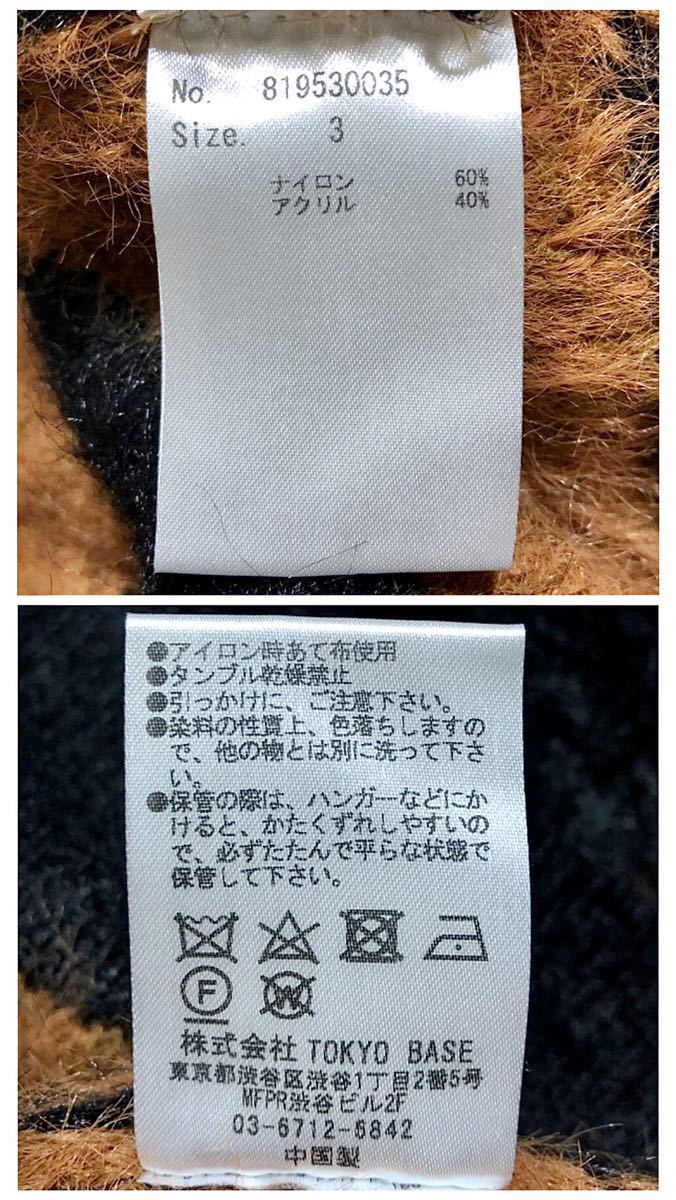 No. 819530035
Size. 3
ナイロン 60%
アクリル 40%
●アイロン時あて布使用
●タンブル乾燥禁止
●引っかけに、ご注意下さい。
●染料の性質上、色落ちしますの
で、他の物とは別に洗って下さ
い。
●保管の際は、ハンガーなどにか
けると、かたくずれしやすいの
で、必ずたたんで平らな状態で
保管して下さい。
F W
株式会社 TOKYO BASE
東京都渋谷区渋谷1丁目2番5号
MFPR渋谷ビル2F
03-6712-6842
中国製